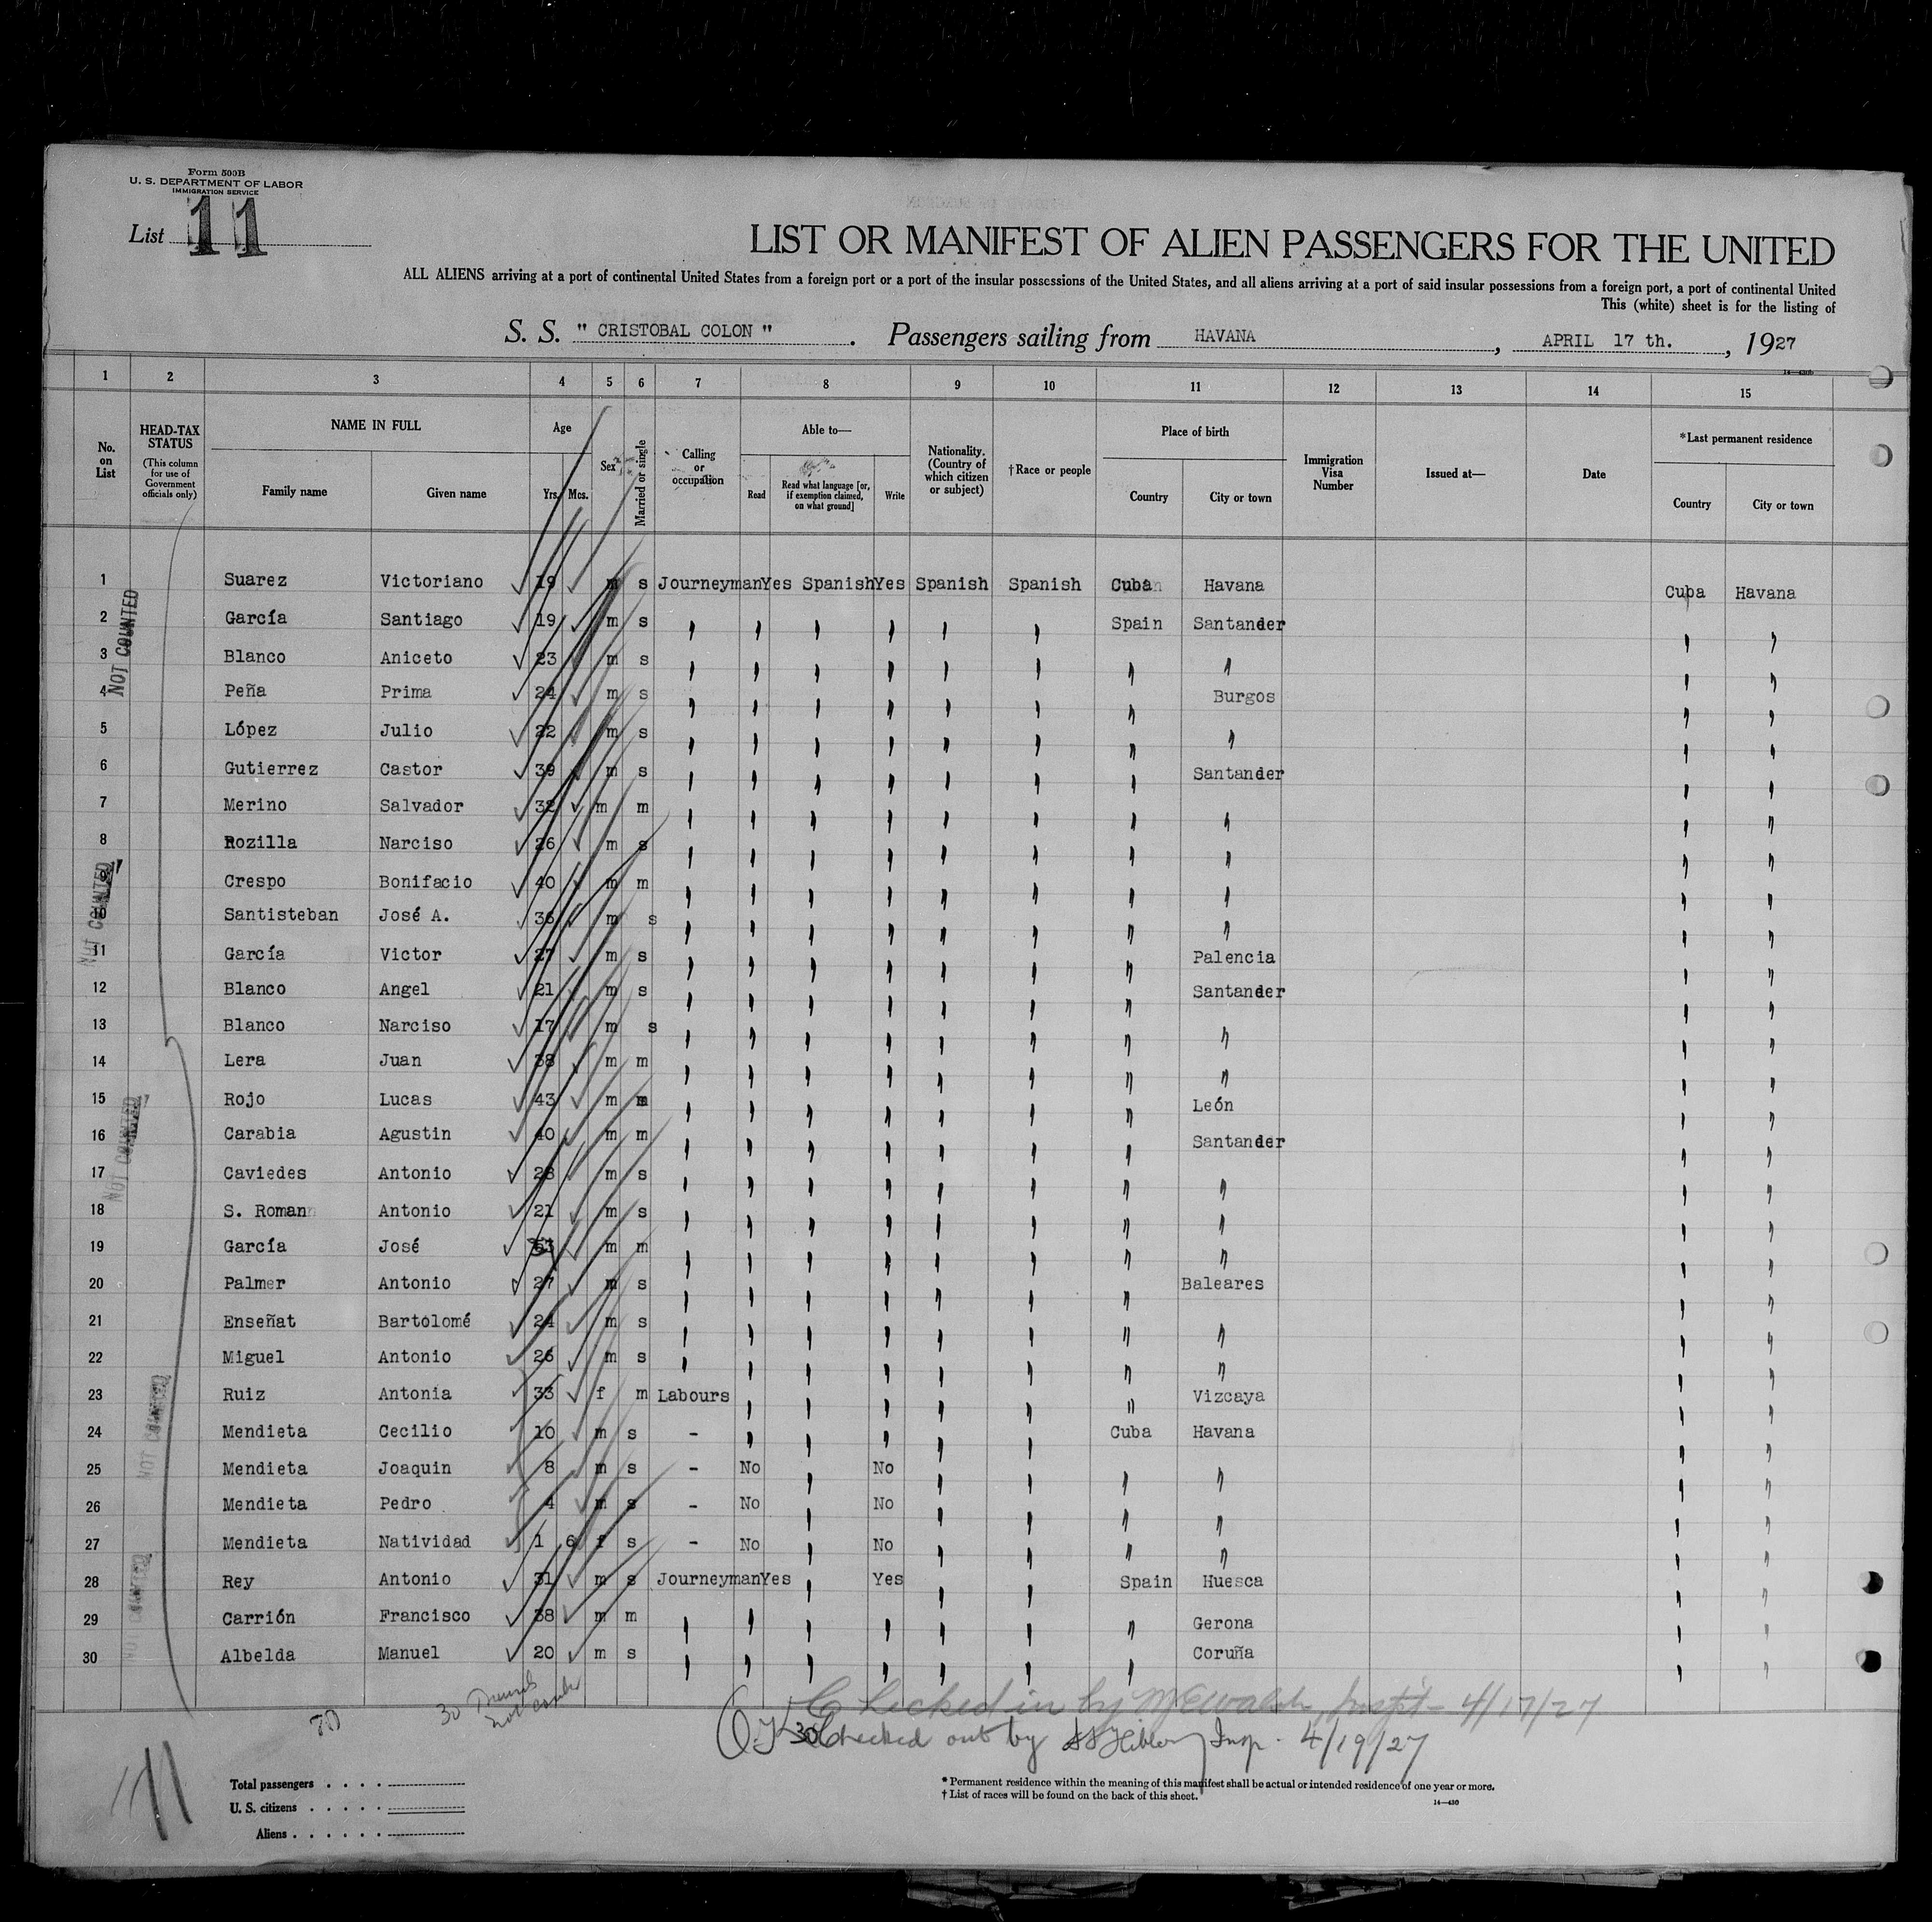 Form 500B
U. S. DEPARTMENT OF LABOR
IMMIGRATION SERVICE
List 11
LIST OR MANIFEST OF ALIEN PASSENGERS FOR THE UNITED
ALL ALIENS arriving at a port of continental United States from a foreign port or a port of the insular possessions of the United States, and all aliens arriving at a port of said insular possessions from a foreign port, a port of continental United
This (white) sheet is for the listing of
S. S. " CRISTOBAL COLON " . Passengers sailing from HAVANA , APRIL 17 th. , 1927
1 2 3 4 5 6 7 8 9 10 11 12 13 14 15
No. on List
HEAD-TAX STATUS
(This column for use of Government officials only)
NAME IN FULL
Family name Given name
Age
Yrs. Mos.
Sex
Married or single
Calling or occupation
Able to—
Read
Read what language [or, if exemption claimed, on what ground]
Write
Nationality. (Country of which citizen or subject)
†Race or people
Place of birth
Country City or town
Immigration Visa Number
Issued at—
Date
*Last permanent residence
Country City or town
1 Suarez Victoriano 19 m s Journeyman Yes Spanish Yes Spanish Spanish Cuba Havana Cuba Havana
2 García Santiago 19 m s " " " " " " Spain Santander " "
3 Blanco Aniceto 23 m s " " " " " " " " " "
4 Peña Prima 24 m s " " " " " " " Burgos " "
5 López Julio 22 m s " " " " " " " " " "
6 Gutierrez Castor 39 m s " " " " " " " Santander " "
7 Merino Salvador 32 m m " " " " " " " " " "
8 Rozilla Narciso 26 m s " " " " " " " " " "
9 Crespo Bonifacio 40 m m " " " " " " " " " "
10 Santisteban José A. 36 m s " " " " " " " " " "
11 García Victor 27 m s " " " " " " " Palencia " "
12 Blanco Angel 21 m s " " " " " " " Santander " "
13 Blanco Narciso 17 m s " " " " " " " " " "
14 Lera Juan 38 m m " " " " " " " " " "
15 Rojo Lucas 43 m m " " " " " " " León " "
16 Carabia Agustin 40 m m " " " " " " " Santander " "
17 Caviedes Antonio 28 m s " " " " " " " " " "
18 S. Roman Antonio 21 m s " " " " " " " " " "
19 García José m m " " " " " " " " " "
20 Palmer Antonio 27 m s " " " " " " " Baleares " "
21 Enseñat Bartolomé 24 m s " " " " " " " " " "
22 Miguel Antonio 26 m s " " " " " " " " " "
23 Ruiz Antonia 33 f m Labours " " " " " " Vizcaya " "
24 Mendieta Cecilio 10 m s - " " " " " Cuba Havana " "
25 Mendieta Joaquin 8 m s - No " No " " " " " "
26 Mendieta Pedro 4 m s - No " No " " " " " "
27 Mendieta Natividad 1 6 f s - No " No " " " " " "
28 Rey Antonio 31 m s Journeyman Yes " Yes " " Spain Huesca " "
29 Carrión Francisco 38 m m " " " " " " " Gerona " "
30 Albelda Manuel 20 m s " " " " " " " Coruña " "
NOT COUNTED
NOT COUNTED
NOT COUNTED
NOT COUNTED
NOT COUNTED
30
Checked in by 4/17/27
30 Checked out by Insp. 4/19/27
11
Total passengers . . . .
U. S. citizens . . . . .
Aliens . . . . . .
* Permanent residence within the meaning of this manifest shall be actual or intended residence of one year or more.
† List of races will be found on the back of this sheet.
14—430